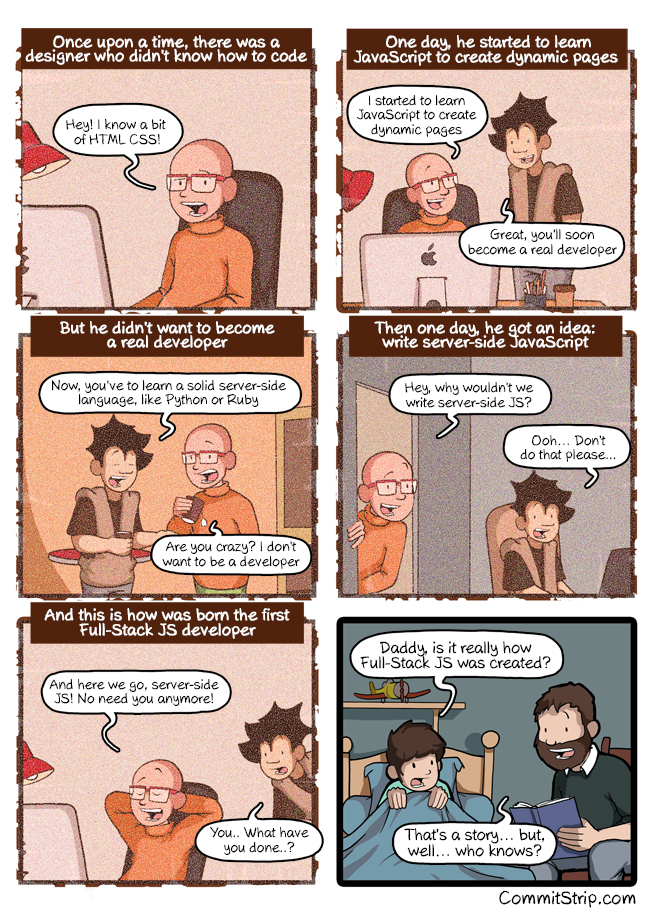 Once upon a time, there was a
designer who didn't know how to code
Hey! I know a bit
of HTML CSS!
One day, he started to learn
JavaScript to create dynamic pages
I started to learn
JavaScript to create
dynamic pages
Great, you'll soon
become a real developer
But he didn't want to become
a real developer
Now, you've to learn a solid server-side
language, like Python or Ruby
Are you crazy? I don't
want to be a developer
Then one day, he got an idea:
write server-side JavaScript
Hey, why wouldn't we
write server-side JS?
Ooh... Don't
do that please...
And this is how was born the first
Full-Stack JS developer
And here we go, server-side
JS! No need you anymore!
You.. What have
you done..?
Daddy, is it really how
Full-Stack JS was created?
That's a story... but,
well... who knows?
CommitStrip.com